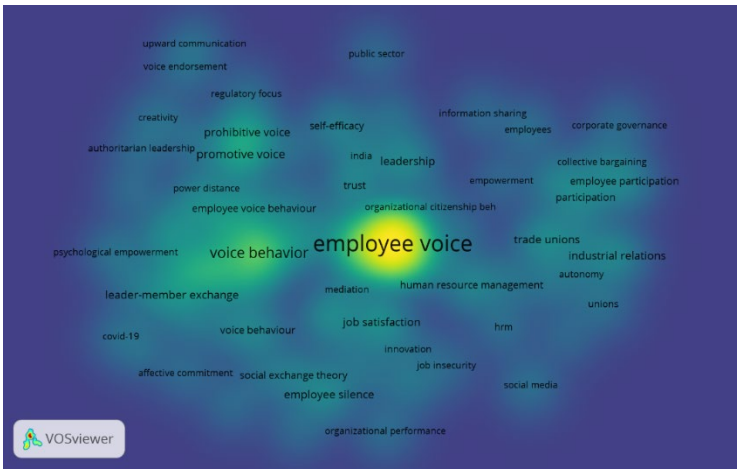 upward communication
public sector
voice endorsement
regulatory focus
creativity
information sharing
prohibitive voice
self-efficacy
employees
corporate governance
authoritarian leadership
promotive voice
india
leadership
collective bargaining
power distance
trust
empowerment
employee participation
participation
employee voice behaviour
organizational citizenship beh
psychological empowerment
voice behavior
employee voice
trade unions
industrial relations
autonomy
leader-member exchange
mediation
human resource management
unions
covid-19
voice behaviour
job satisfaction
hrm
innovation
affective commitment
social exchange theory
job insecurity
employee silence
social media
organizational performance
VOSviewer